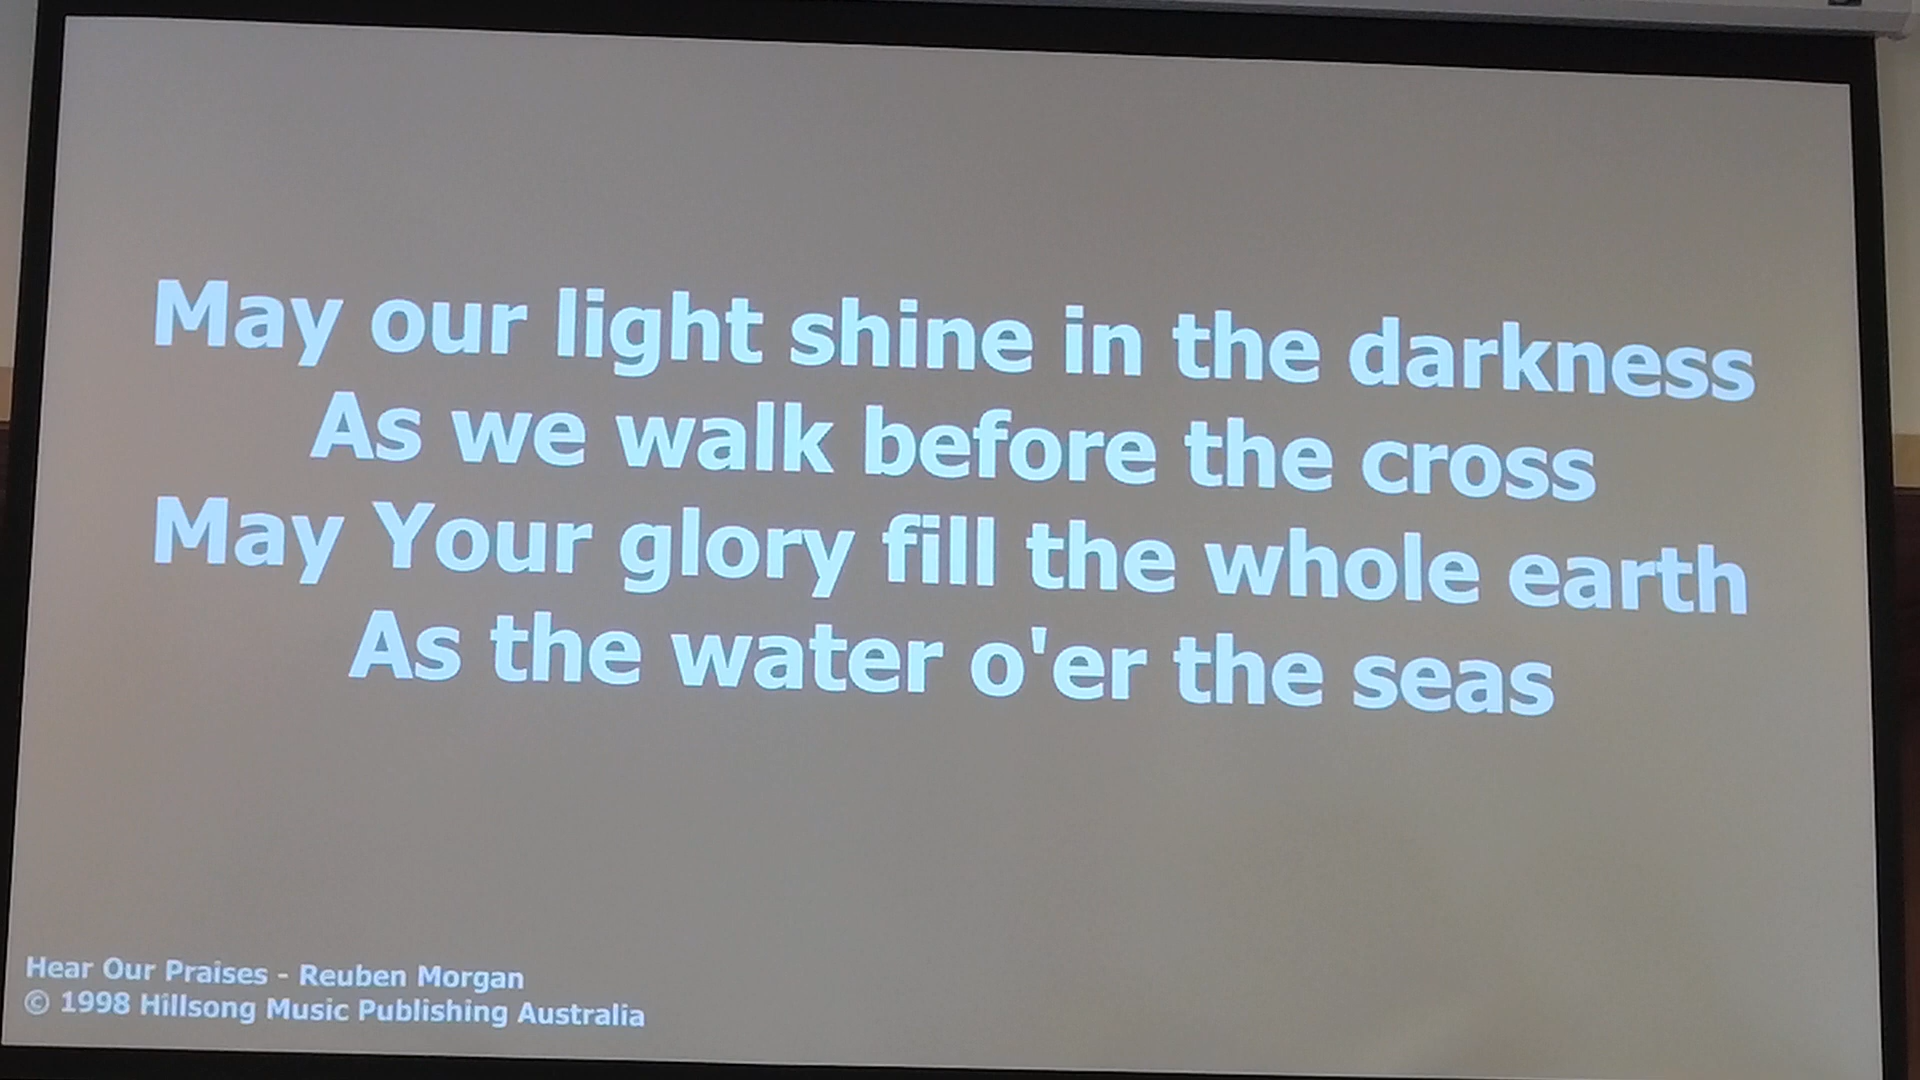 May our light shine in the darkness
As we walk before the cross
May Your glory fill the whole earth
As the water o'er the seas
Hear Our Praises - Reuben Morgan
© 1998 Hillsong Music Publishing Australia